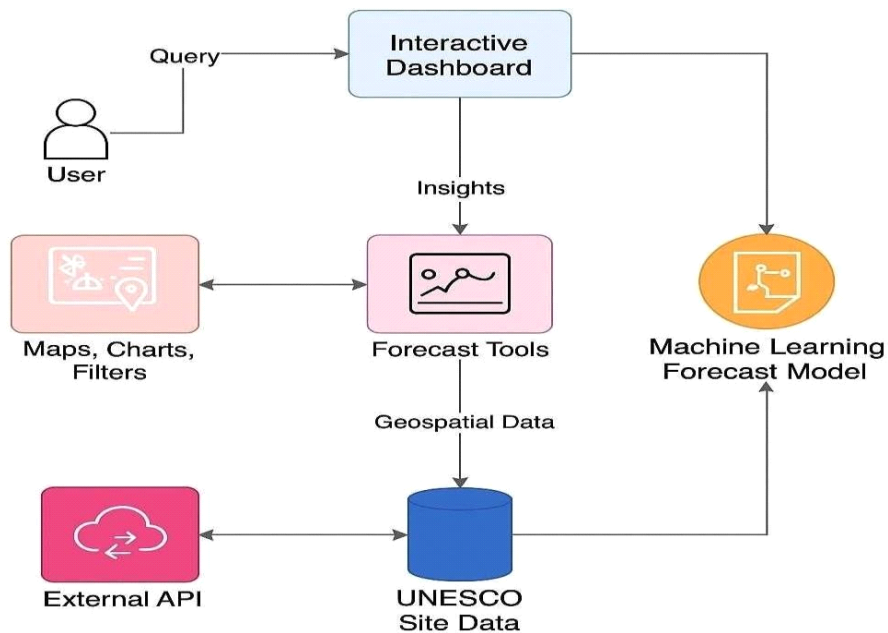 Query
Interactive
Dashboard
User
Insights
Maps, Charts,
Filters
Forecast Tools
Machine Learning
Forecast Model
Geospatial Data
External API
UNESCO
Site Data